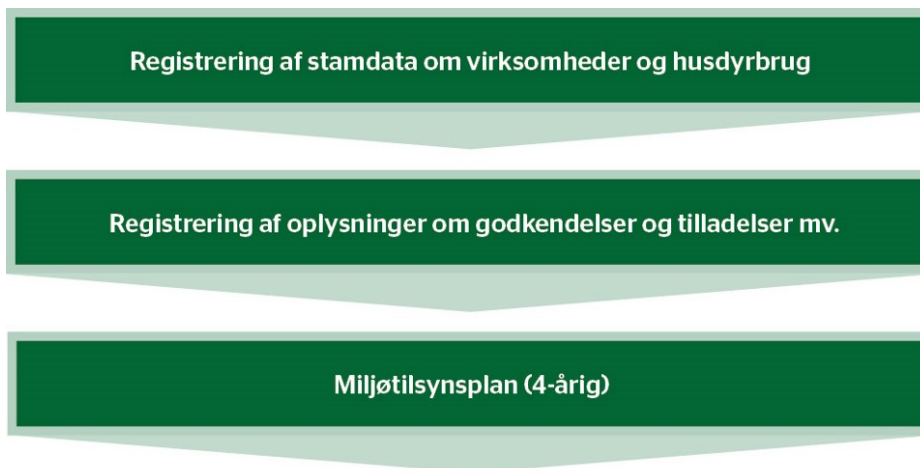 Registrering af stamdata om virksomheder og husdyrbrug
Registrering af oplysninger om godkendelser og tilladelser mv.
Miljøtilsynsplan (4-årig)